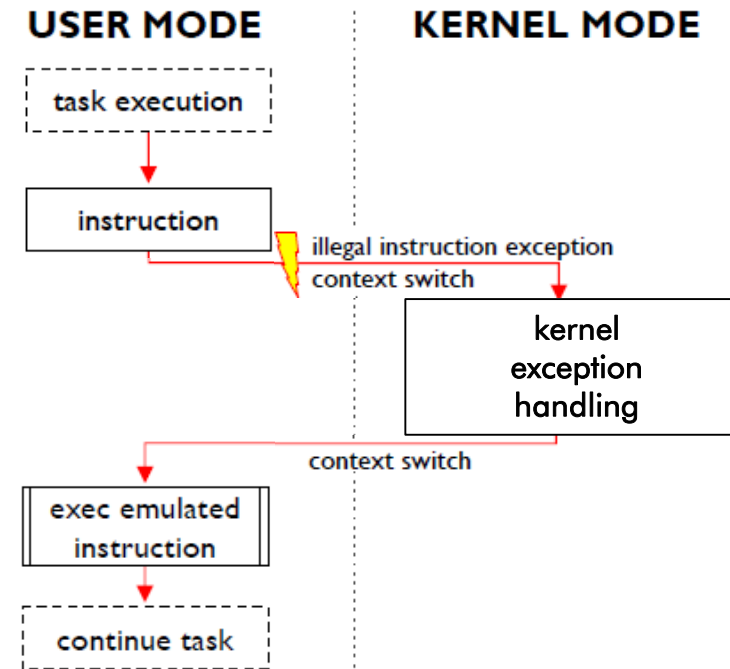 USER MODE
KERNEL MODE
task execution
instruction
illegal instruction exception
context switch
kernel
exception
handling
context switch
exec emulated
instruction
continue task